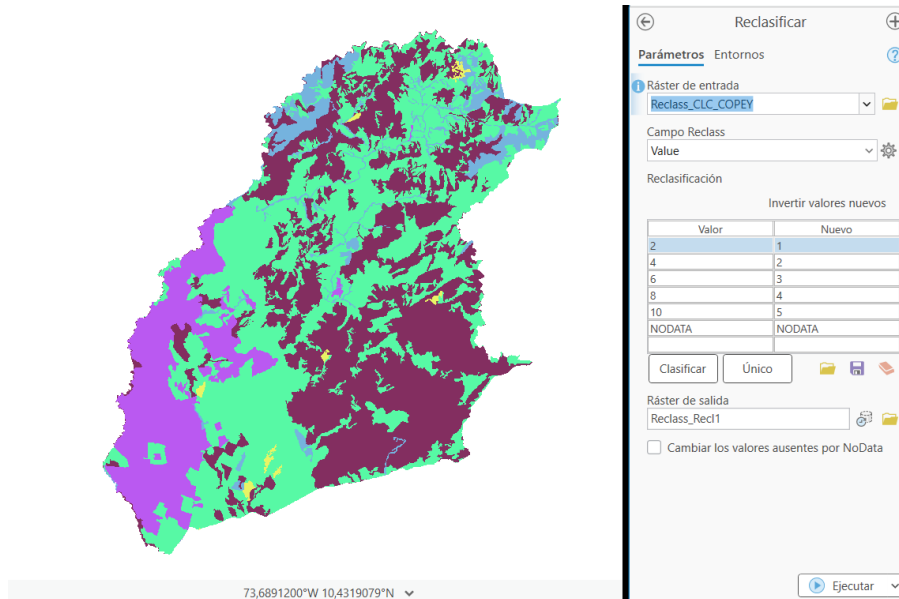 Reclasificar
Parámetros Entornos
Ráster de entrada
Reclass_CLC_COPEY
Campo Reclass
Value
Reclasificación
Invertir valores nuevos
Valor Nuevo
2 1
4 2
6 3
8 4
10 5
NODATA NODATA
Clasificar Único
Ráster de salida
Reclass_Recl1
Cambiar los valores ausentes por NoData
Ejecutar
73,6891200°W 10,4319079°N